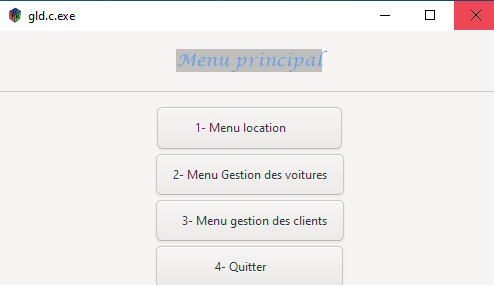 gld.c.exe
Menu principal
1- Menu location
2- Menu Gestion des voitures
3- Menu gestion des clients
4- Quitter